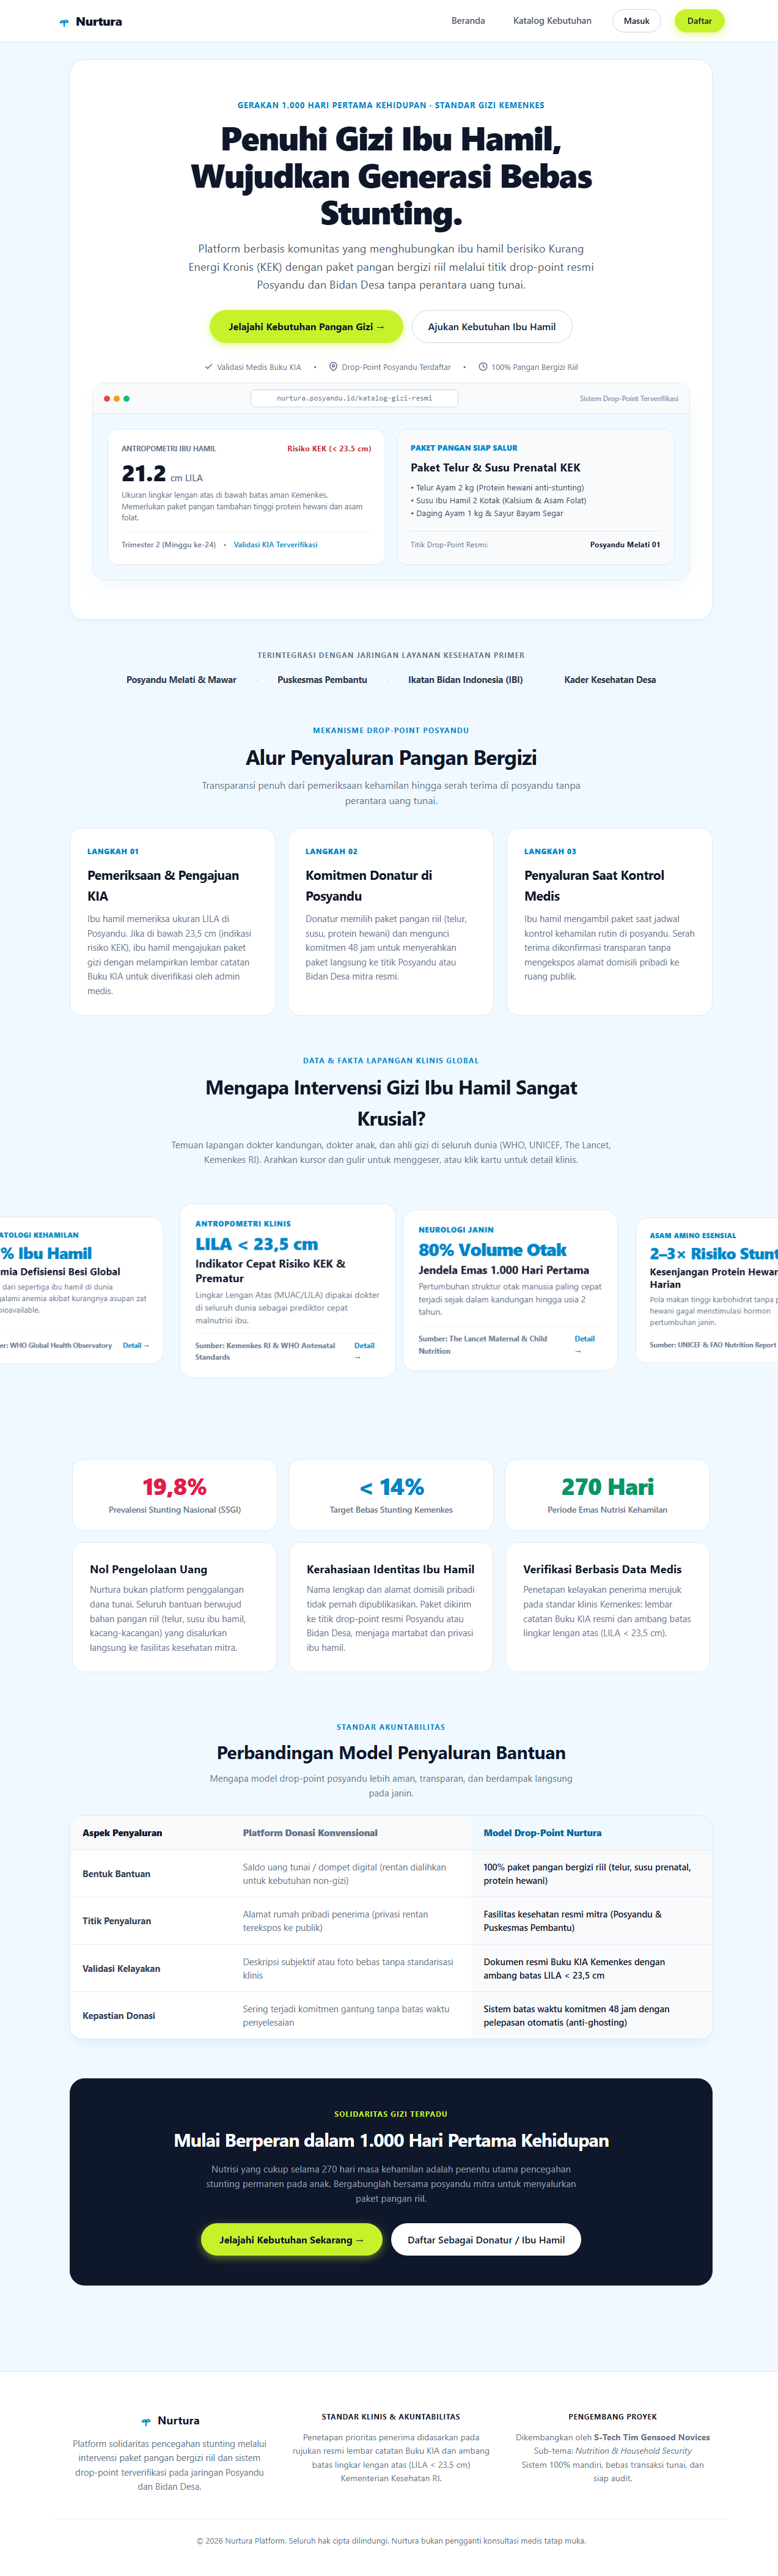 Nurtura
Beranda
Katalog Kebutuhan
Masuk
Daftar
GERAKAN 1.000 HARI PERTAMA KEHIDUPAN · STANDAR GIZI KEMENKES
Penuhi Gizi Ibu Hamil,
Wujudkan Generasi Bebas
Stunting.
Platform berbasis komunitas yang menghubungkan ibu hamil berisiko Kurang
Energi Kronis (KEK) dengan paket pangan bergizi riil melalui titik drop-point resmi
Posyandu dan Bidan Desa tanpa perantara uang tunai.
Jelajahi Kebutuhan Pangan Gizi →
Ajukan Kebutuhan Ibu Hamil
Validasi Medis Buku KIA • Drop-Point Posyandu Terdaftar • 100% Pangan Bergizi Riil
nurtura.posyandu.id/katalog-gizi-resmi
Sistem Drop-Point Terverifikasi
ANTROPOMETRI IBU HAMIL
Risiko KEK (< 23.5 cm)
21.2 cm LILA
Ukuran lingkar lengan atas di bawah batas aman Kemenkes.
Memerlukan paket pangan tambahan tinggi protein hewani dan asam
folat.
Trimester 2 (Minggu ke-24) • Validasi KIA Terverifikasi
PAKET PANGAN SIAP SALUR
Paket Telur & Susu Prenatal KEK
• Telur Ayam 2 kg (Protein hewani anti-stunting)
• Susu Ibu Hamil 2 Kotak (Kalsium & Asam Folat)
• Daging Ayam 1 kg & Sayur Bayam Segar
Titik Drop-Point Resmi:
Posyandu Melati 01
TERINTEGRASI DENGAN JARINGAN LAYANAN KESEHATAN PRIMER
Posyandu Melati & Mawar · Puskesmas Pembantu · Ikatan Bidan Indonesia (IBI) · Kader Kesehatan Desa
MEKANISME DROP-POINT POSYANDU
Alur Penyaluran Pangan Bergizi
Transparansi penuh dari pemeriksaan kehamilan hingga serah terima di posyandu tanpa
perantara uang tunai.
LANGKAH 01
Pemeriksaan & Pengajuan
KIA
Ibu hamil memeriksa ukuran LILA di
Posyandu. Jika di bawah 23,5 cm (indikasi
risiko KEK), ibu hamil mengajukan paket
gizi dengan melampirkan lembar catatan
Buku KIA untuk diverifikasi oleh admin
medis.
LANGKAH 02
Komitmen Donatur di
Posyandu
Donatur memilih paket pangan riil (telur,
susu, protein hewani) dan mengunci
komitmen 48 jam untuk menyerahkan
paket langsung ke titik Posyandu atau
Bidan Desa mitra resmi.
LANGKAH 03
Penyaluran Saat Kontrol
Medis
Ibu hamil mengambil paket saat jadwal
kontrol kehamilan rutin di posyandu. Serah
terima dikonfirmasi transparan tanpa
mengekspos alamat domisili pribadi ke
ruang publik.
DATA & FAKTA LAPANGAN KLINIS GLOBAL
Mengapa Intervensi Gizi Ibu Hamil Sangat
Krusial?
Temuan lapangan dokter kandungan, dokter anak, dan ahli gizi di seluruh dunia (WHO, UNICEF, The Lancet,
Kemenkes RI). Arahkan kursor dan gulir untuk menggeser, atau klik kartu untuk detail klinis.
ATOLOGI KEHAMILAN
% Ibu Hamil
mia Defisiensi Besi Global
dari sepertiga ibu hamil di dunia
galami anemia akibat kurangnya asupan zat
bioavailable.
er: WHO Global Health Observatory
Detail →
ANTROPOMETRI KLINIS
LILA < 23,5 cm
Indikator Cepat Risiko KEK &
Prematur
Lingkar Lengan Atas (MUAC/LILA) dipakai dokter
di seluruh dunia sebagai prediktor cepat
malnutrisi ibu.
Sumber: Kemenkes RI & WHO Antenatal
Standards
Detail
→
NEUROLOGI JANIN
80% Volume Otak
Jendela Emas 1.000 Hari Pertama
Pertumbuhan struktur otak manusia paling cepat
terjadi sejak dalam kandungan hingga usia 2
tahun.
Sumber: The Lancet Maternal & Child
Nutrition
Detail
→
ASAM AMINO ESENSIAL
2–3× Risiko Stunt
Kesenjangan Protein Hewan
Harian
Pola makan tinggi karbohidrat tanpa p
hewani gagal menstimulasi hormon
pertumbuhan janin.
Sumber: UNICEF & FAO Nutrition Report
19,8%
Prevalensi Stunting Nasional (SSGI)
< 14%
Target Bebas Stunting Kemenkes
270 Hari
Periode Emas Nutrisi Kehamilan
Nol Pengelolaan Uang
Nurtura bukan platform penggalangan
dana tunai. Seluruh bantuan berwujud
bahan pangan riil (telur, susu ibu hamil,
kacang-kacangan) yang disalurkan
langsung ke fasilitas kesehatan mitra.
Kerahasiaan Identitas Ibu Hamil
Nama lengkap dan alamat domisili pribadi
tidak pernah dipublikasikan. Paket dikirim
ke titik drop-point resmi Posyandu atau
Bidan Desa, menjaga martabat dan privasi
ibu hamil.
Verifikasi Berbasis Data Medis
Penetapan kelayakan penerima merujuk
pada standar klinis Kemenkes: lembar
catatan Buku KIA resmi dan ambang batas
lingkar lengan atas (LILA < 23,5 cm).
STANDAR AKUNTABILITAS
Perbandingan Model Penyaluran Bantuan
Mengapa model drop-point posyandu lebih aman, transparan, dan berdampak langsung
pada janin.
Aspek Penyaluran
Platform Donasi Konvensional
Model Drop-Point Nurtura
Bentuk Bantuan
Saldo uang tunai / dompet digital (rentan dialihkan
untuk kebutuhan non-gizi)
100% paket pangan bergizi riil (telur, susu prenatal,
protein hewani)
Titik Penyaluran
Alamat rumah pribadi penerima (privasi rentan
terekspos ke publik)
Fasilitas kesehatan resmi mitra (Posyandu &
Puskesmas Pembantu)
Validasi Kelayakan
Deskripsi subjektif atau foto bebas tanpa standarisasi
klinis
Dokumen resmi Buku KIA Kemenkes dengan
ambang batas LILA < 23,5 cm
Kepastian Donasi
Sering terjadi komitmen gantung tanpa batas waktu
penyelesaian
Sistem batas waktu komitmen 48 jam dengan
pelepasan otomatis (anti-ghosting)
SOLIDARITAS GIZI TERPADU
Mulai Berperan dalam 1.000 Hari Pertama Kehidupan
Nutrisi yang cukup selama 270 hari masa kehamilan adalah penentu utama pencegahan
stunting permanen pada anak. Bergabunglah bersama posyandu mitra untuk menyalurkan
paket pangan riil.
Jelajahi Kebutuhan Sekarang →
Daftar Sebagai Donatur / Ibu Hamil
Nurtura
Platform solidaritas pencegahan stunting melalui
intervensi paket pangan bergizi riil dan sistem
drop-point terverifikasi pada jaringan Posyandu
dan Bidan Desa.
STANDAR KLINIS & AKUNTABILITAS
Penetapan prioritas penerima didasarkan pada
rujukan resmi lembar catatan Buku KIA dan ambang
batas lingkar lengan atas (LILA < 23,5 cm)
Kementerian Kesehatan RI.
PENGEMBANG PROYEK
Dikembangkan oleh S-Tech Tim Gensoed Novices
Sub-tema: Nutrition & Household Security
Sistem 100% mandiri, bebas transaksi tunai, dan
siap audit.
© 2026 Nurtura Platform. Seluruh hak cipta dilindungi. Nurtura bukan pengganti konsultasi medis tatap muka.